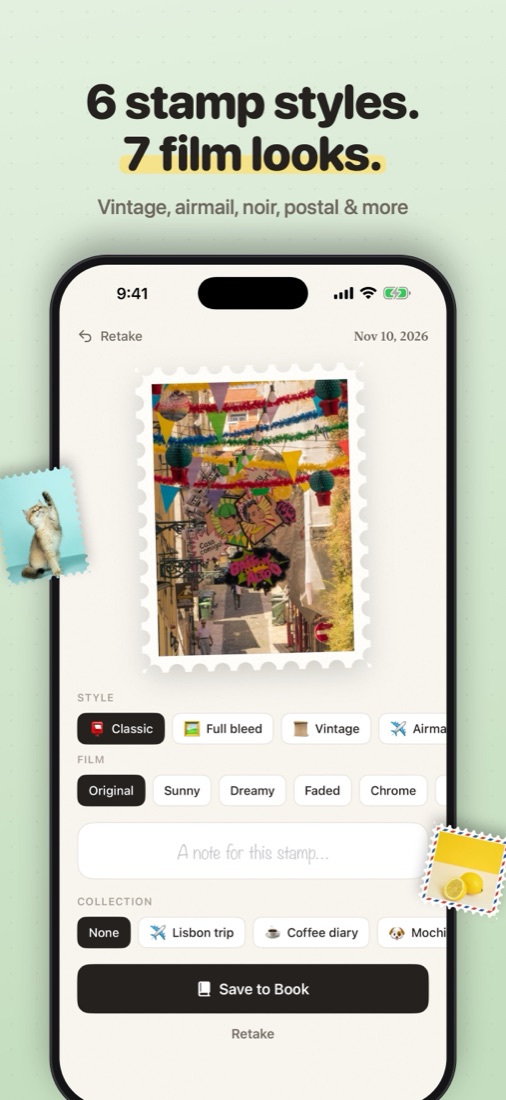 6 stamp styles.
7 film looks.
Vintage, airmail, noir, postal & more
9:41
Retake
Nov 10, 2026
STYLE
Classic
Full bleed
Vintage
Airma
FILM
Original
Sunny
Dreamy
Faded
Chrome
A note for this stamp...
COLLECTION
None
Lisbon trip
Coffee diary
Mochi
Save to Book
Retake